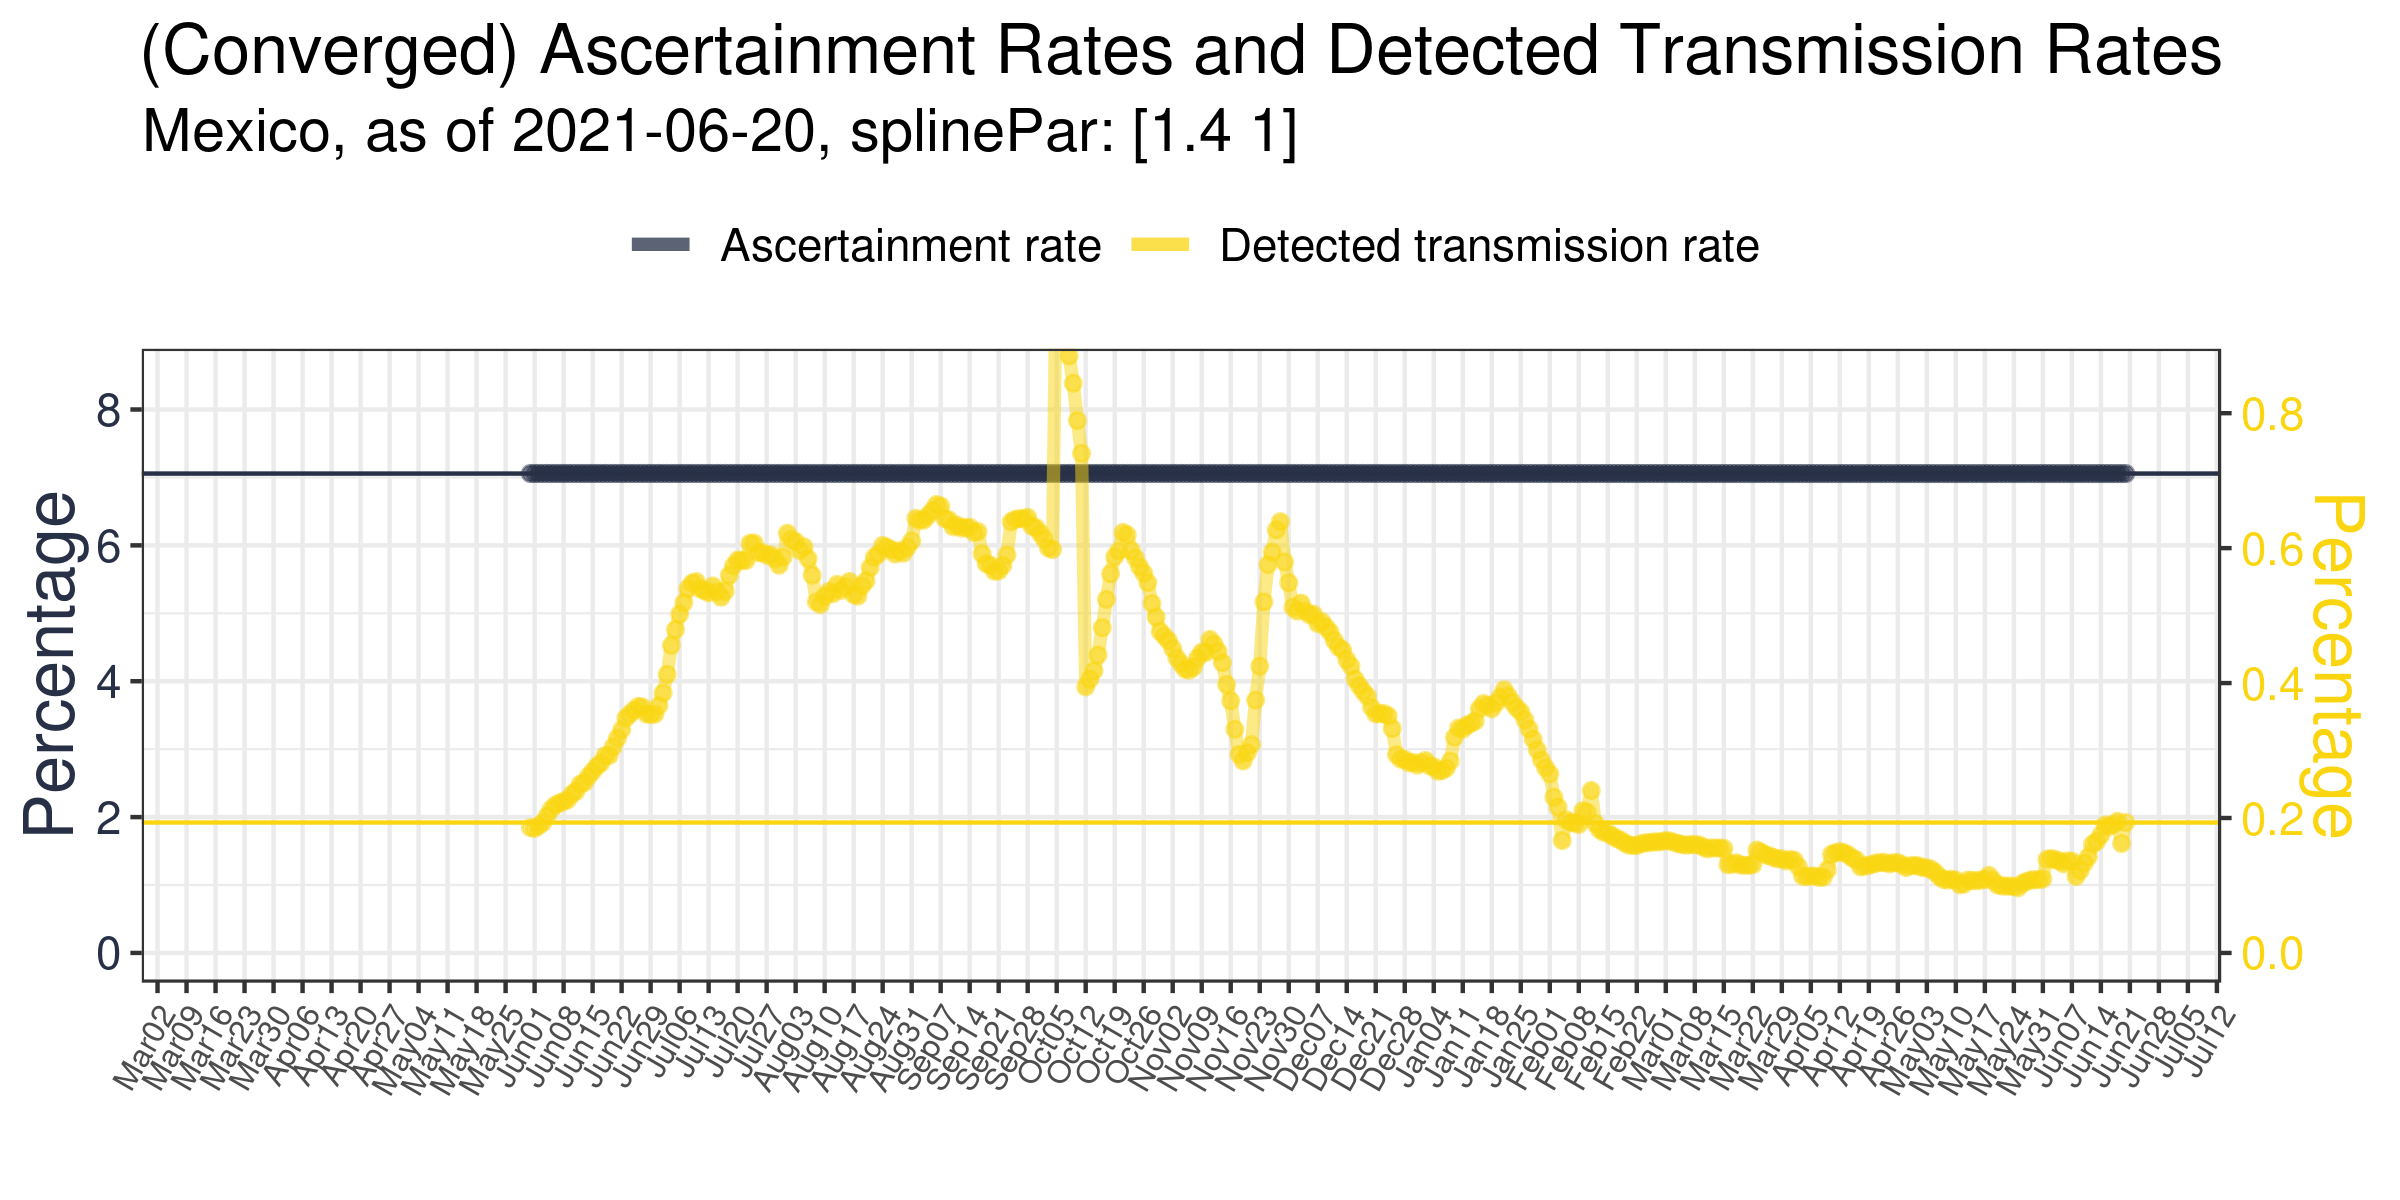 (Converged) Ascertainment Rates and Detected Transmission Rates
Mexico, as of 2021-06-20, splinePar: [1.4 1]
Ascertainment rate
Detected transmission rate
Percentage
8
6
4
2
0
0.8
0.6
0.4
0.2
0.0
Percentage
Mar02
Mar09
Mar16
Mar23
Mar30
Apr06
Apr13
Apr20
Apr27
May04
May11
May18
May25
Jun01
Jun08
Jun15
Jun22
Jun29
Jul06
Jul13
Jul20
Jul27
Aug03
Aug10
Aug17
Aug24
Aug31
Sep07
Sep14
Sep21
Sep28
Oct05
Oct12
Oct19
Oct26
Nov02
Nov09
Nov16
Nov23
Nov30
Dec07
Dec14
Dec21
Dec28
Jan04
Jan11
Jan18
Jan25
Feb01
Feb08
Feb15
Feb22
Mar01
Mar08
Mar15
Mar22
Mar29
Apr05
Apr12
Apr19
Apr26
May03
May10
May17
May24
May31
Jun07
Jun14
Jun21
Jun28
Jul05
Jul12